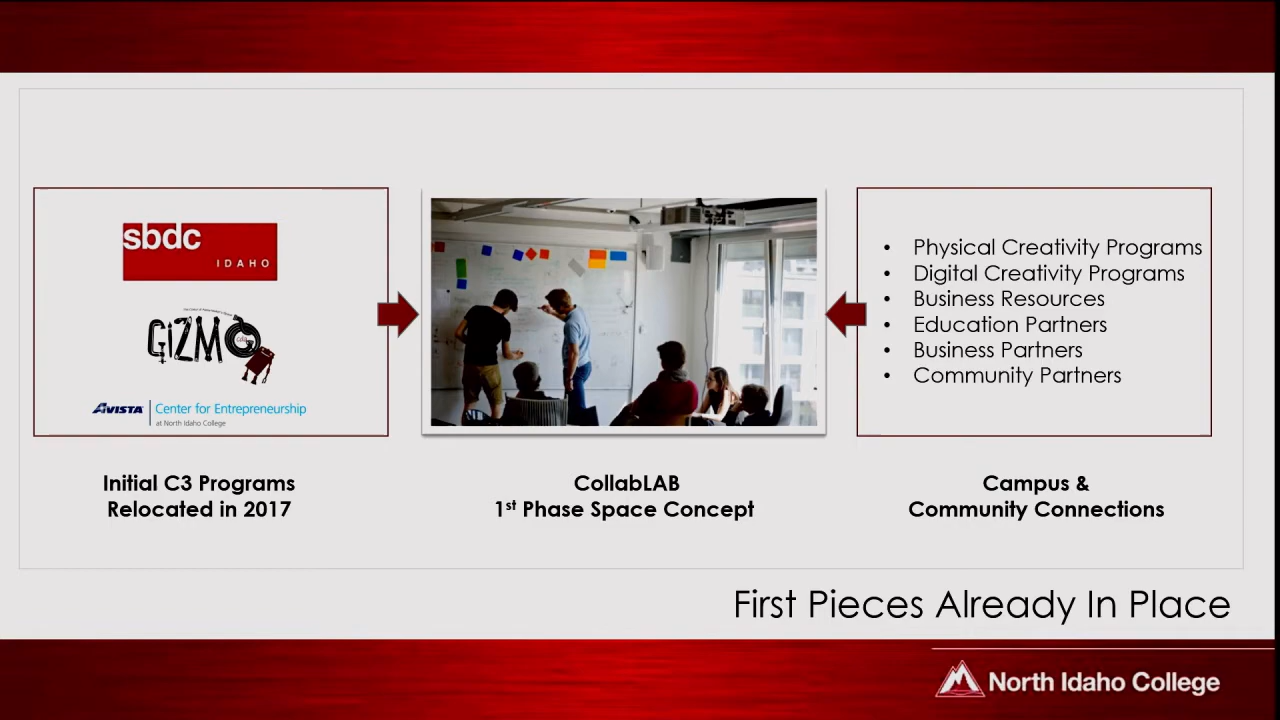 sbdc
IDAHO
GIZMO
AVISTA
Center for Entrepreneurship
at North Idaho College
Initial C3 Programs
Relocated in 2017
CollabLAB
1st Phase Space Concept
• Physical Creativity Programs
• Digital Creativity Programs
• Business Resources
• Education Partners
• Business Partners
• Community Partners
Campus &
Community Connections
First Pieces Already In Place
North Idaho College